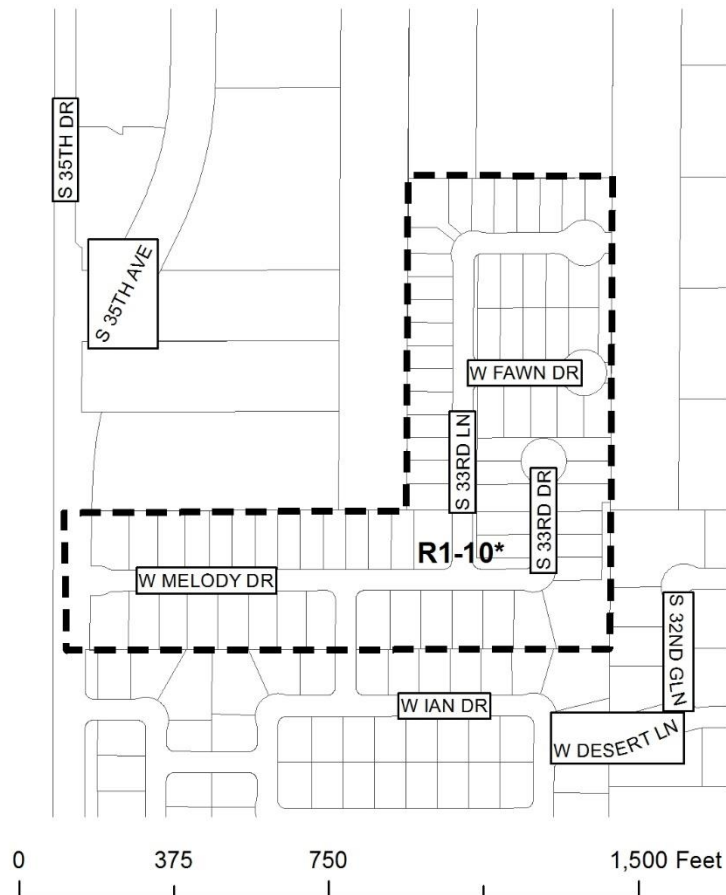 S 35TH DR
S 35TH AVE
W FAWN DR
S 33RD LN
S 33RD DR
R1-10*
W MELODY DR
S 32ND GLN
W IAN DR
W DESERT LN
0 375 750 1,500 Feet